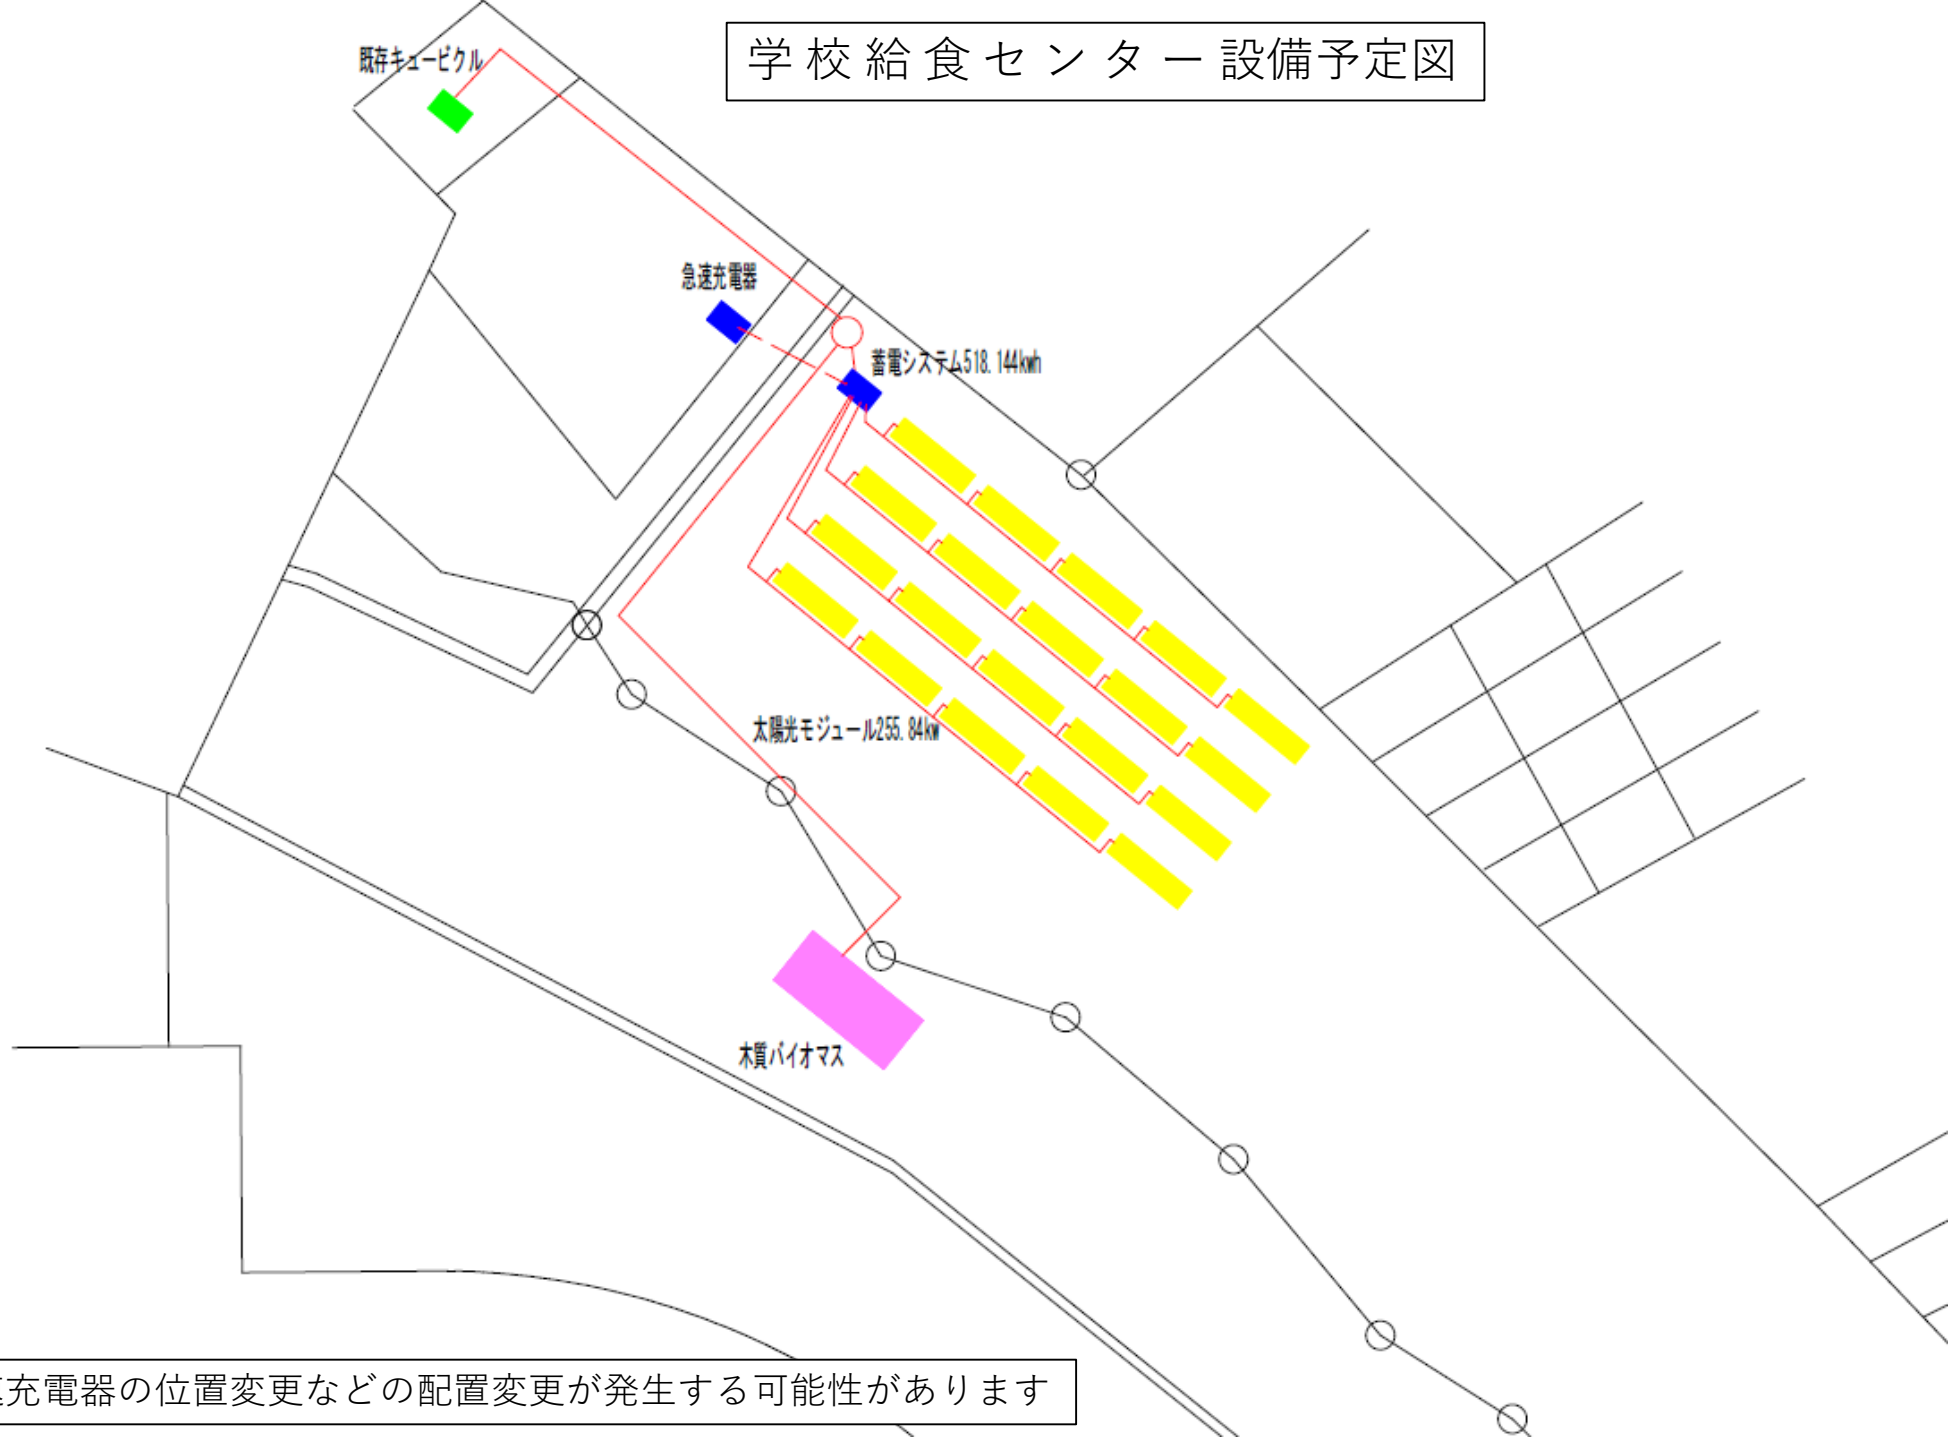 学校給食センター設備予定図
既存キュービクル
急速充電器
蓄電システム518.144kwh
太陽光モジュール255.84kw
木質バイオマス
充電器の位置変更などの配置変更が発生する可能性があります